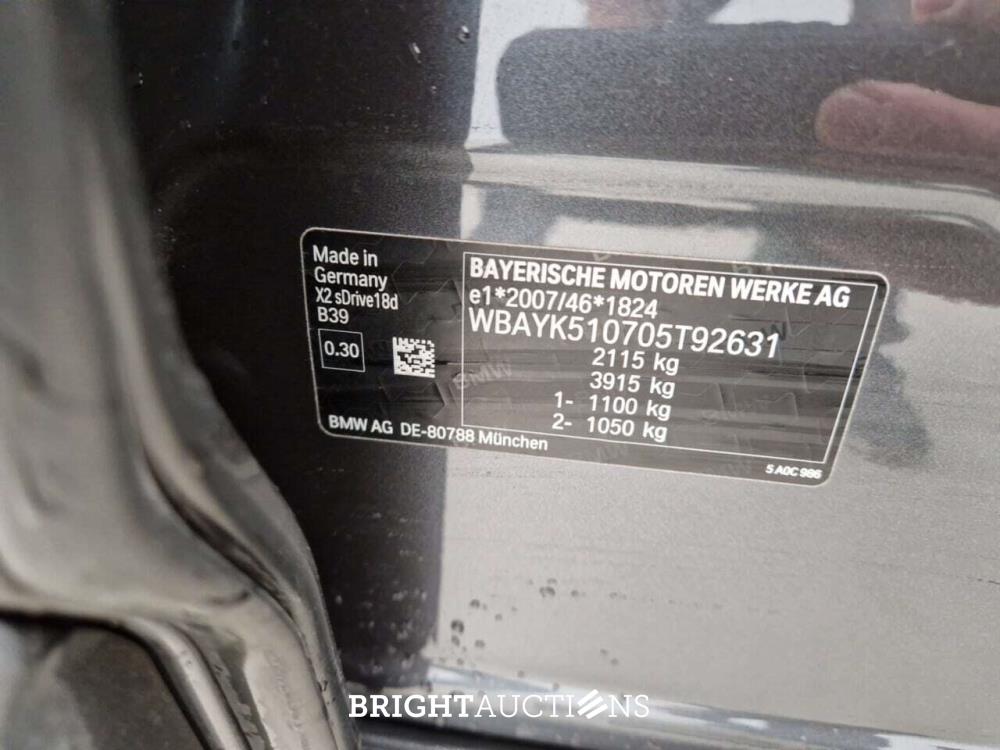 Made in
Germany
X2 sDrive18d
B39
0.30
BAYERISCHE MOTOREN WERKE AG
e1*2007/46*1824
WBAYK510705T92631
2115 kg
3915 kg
1- 1100 kg
2- 1050 kg
BMW AG DE-80788 München
5 A0C 986
BMW
BRIGHTAUCTIONS